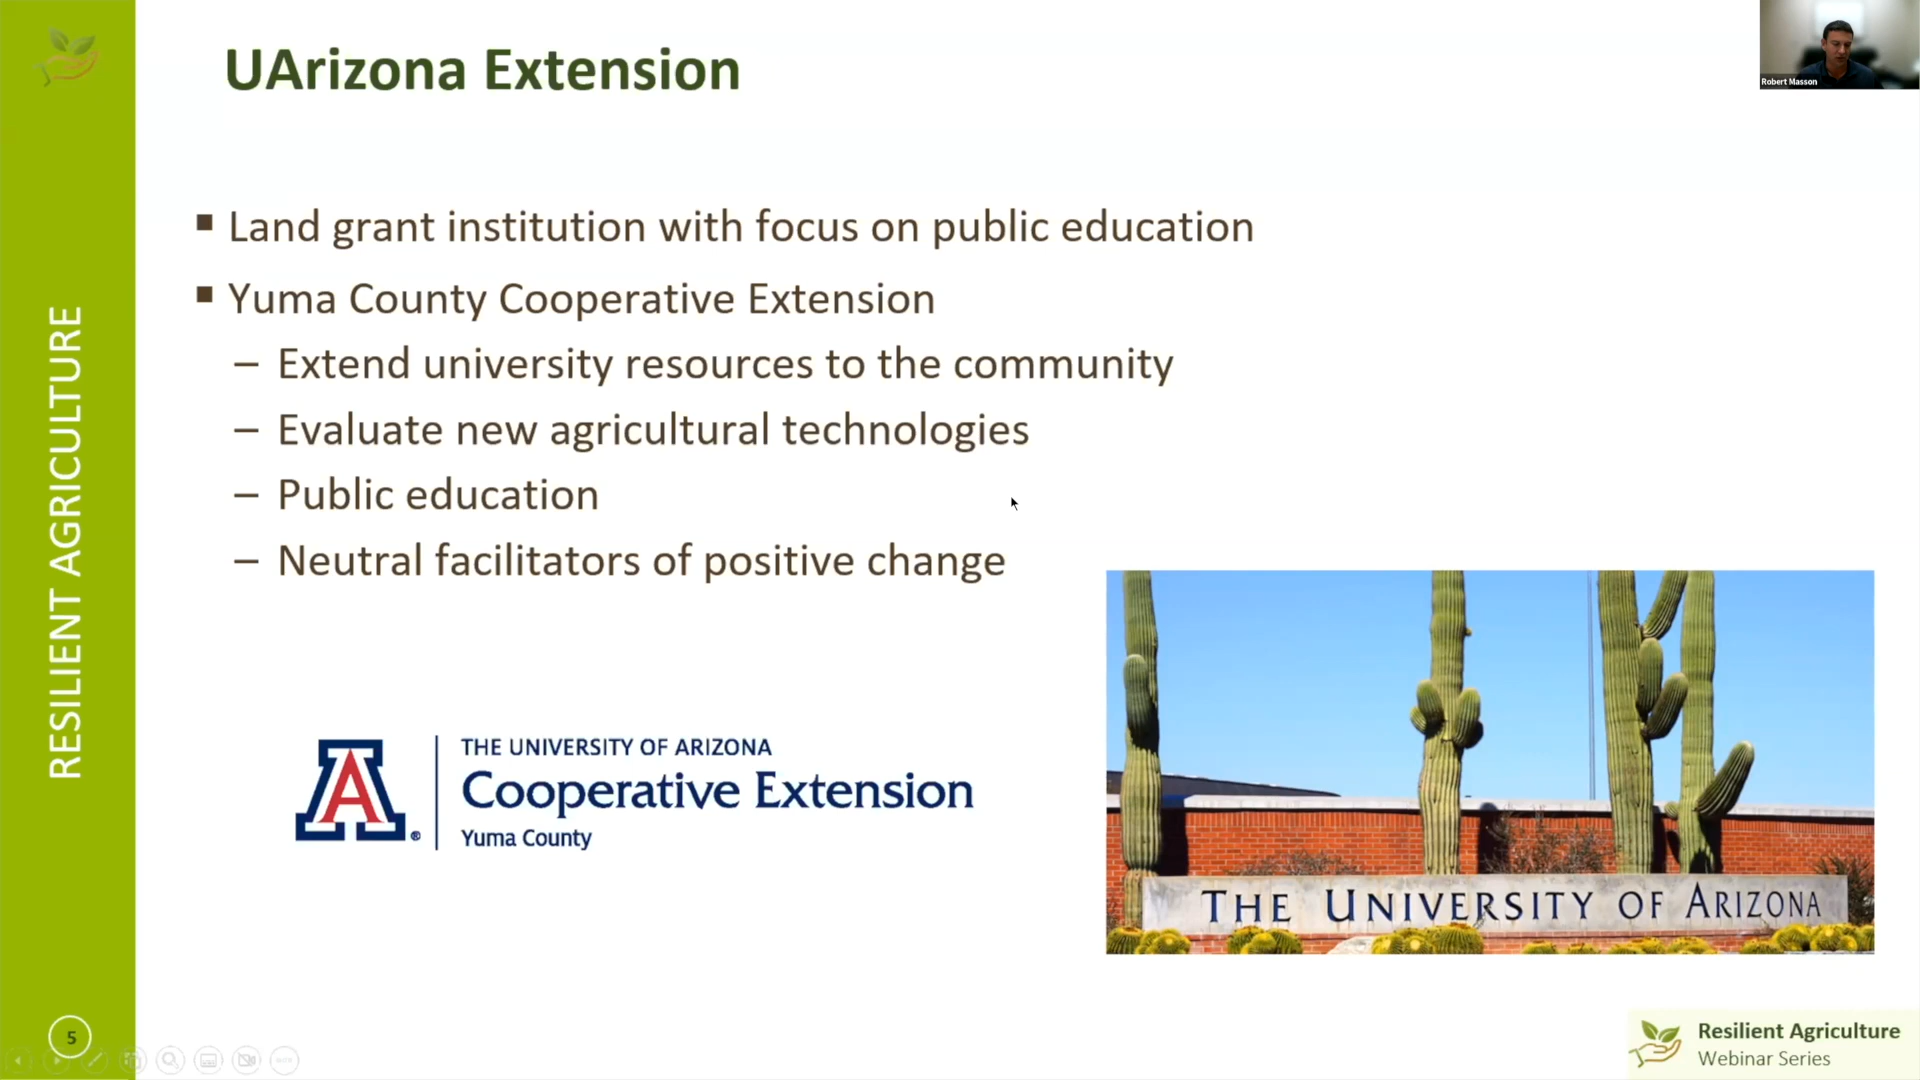 UArizona Extension
Robert Masson
RESILIENT AGRICULTURE
Land grant institution with focus on public education
Yuma County Cooperative Extension
– Extend university resources to the community
– Evaluate new agricultural technologies
– Public education
– Neutral facilitators of positive change
A®
THE UNIVERSITY OF ARIZONA
Cooperative Extension
Yuma County
THE UNIVERSITY OF ARIZONA
5
Resilient Agriculture
Webinar Series